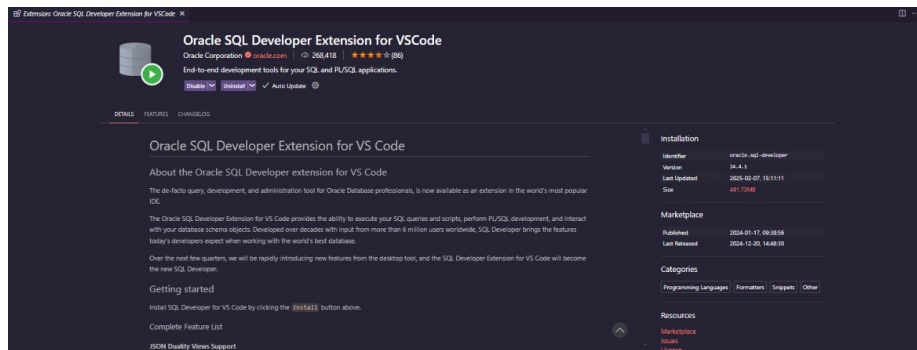 Extension: Oracle SQL Developer Extension for VSCode
Oracle SQL Developer Extension for VSCode
Oracle Corporation oracle.com 268,418 (86)
End-to-end development tools for your SQL and PL/SQL applications.
Disable Uninstall Auto Update
DETAILS FEATURES CHANGELOG
Oracle SQL Developer Extension for VS Code
About the Oracle SQL Developer extension for VS Code
The de-facto query, development, and administration tool for Oracle Database professionals, is now available as an extension in the world's most popular
IDE.
The Oracle SQL Developer Extension for VS Code provides the ability to execute your SQL queries and scripts, perform PL/SQL development, and interact
with your database schema objects. Developed over decades with input from more than 6 million users worldwide, SQL Developer brings the features
today's developers expect when working with the world's best database.
Over the next few quarters, we will be rapidly introducing new features from the desktop tool, and the SQL Developer Extension for VS Code will become
the new SQL Developer.
Getting started
Install SQL Developer for VS Code by clicking the Install button above.
Complete Feature List
JSON Duality Views Support
Installation
Identifier oracle.sql-developer
Version 24.4.1
Last Updated 2025-02-07, 15:11:11
Size 481.73MB
Marketplace
Published 2024-01-17, 09:38:56
Last Released 2024-12-20, 14:48:30
Categories
Programming Languages Formatters Snippets Other
Resources
Marketplace
Issues
License